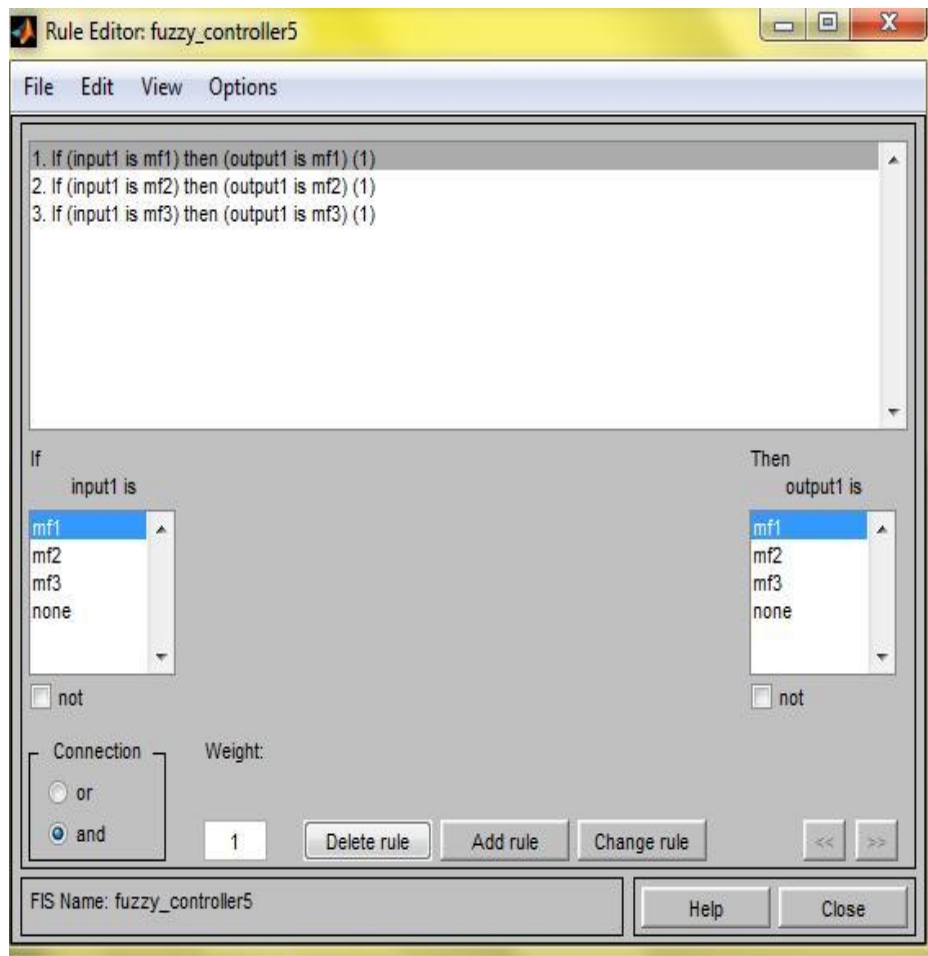 Rule Editor: fuzzy_controller5
File Edit View Options
1. If (input1 is mf1) then (output1 is mf1) (1)
2. If (input1 is mf2) then (output1 is mf2) (1)
3. If (input1 is mf3) then (output1 is mf3) (1)
If
input1 is
mf1
mf2
mf3
none
not
Then
output1 is
mf1
mf2
mf3
none
not
Connection
or
and
Weight:
1
Delete rule
Add rule
Change rule
<<
>>
FIS Name: fuzzy_controller5
Help
Close